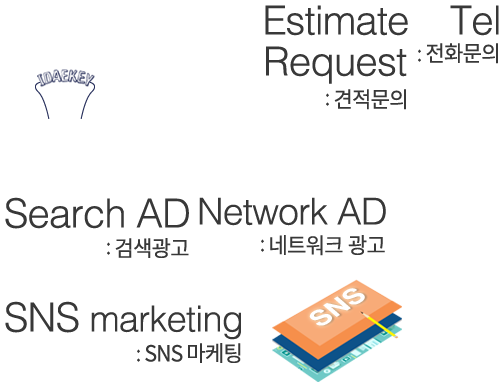 Estimate
Request
: 견적문의
Tel
: 전화문의
IDAEKEY
Search AD
: 검색광고
Network AD
: 네트워크 광고
SNS marketing
: SNS 마케팅
SNS